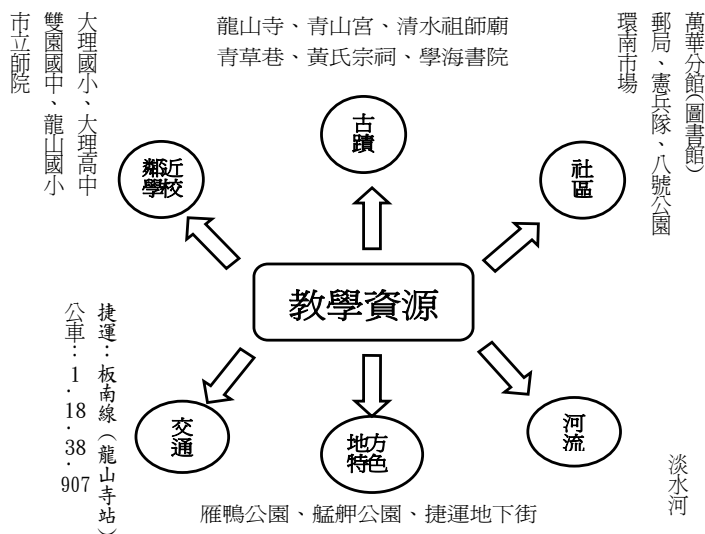 龍山寺、青山宮、清水祖師廟
青草巷、黃氏宗祠、學海書院
大理國小、大理高中
雙園國中、龍山國小
市立師院
萬華分館(圖書館)
郵局、憲兵隊、八號公園
環南市場
古蹟
鄰近
學校
社區
教學資源
交通
地方
特色
河流
捷運：板南線（龍山寺站）
公車：1．18．38．907
淡水河
雁鴨公園、艋舺公園、捷運地下街